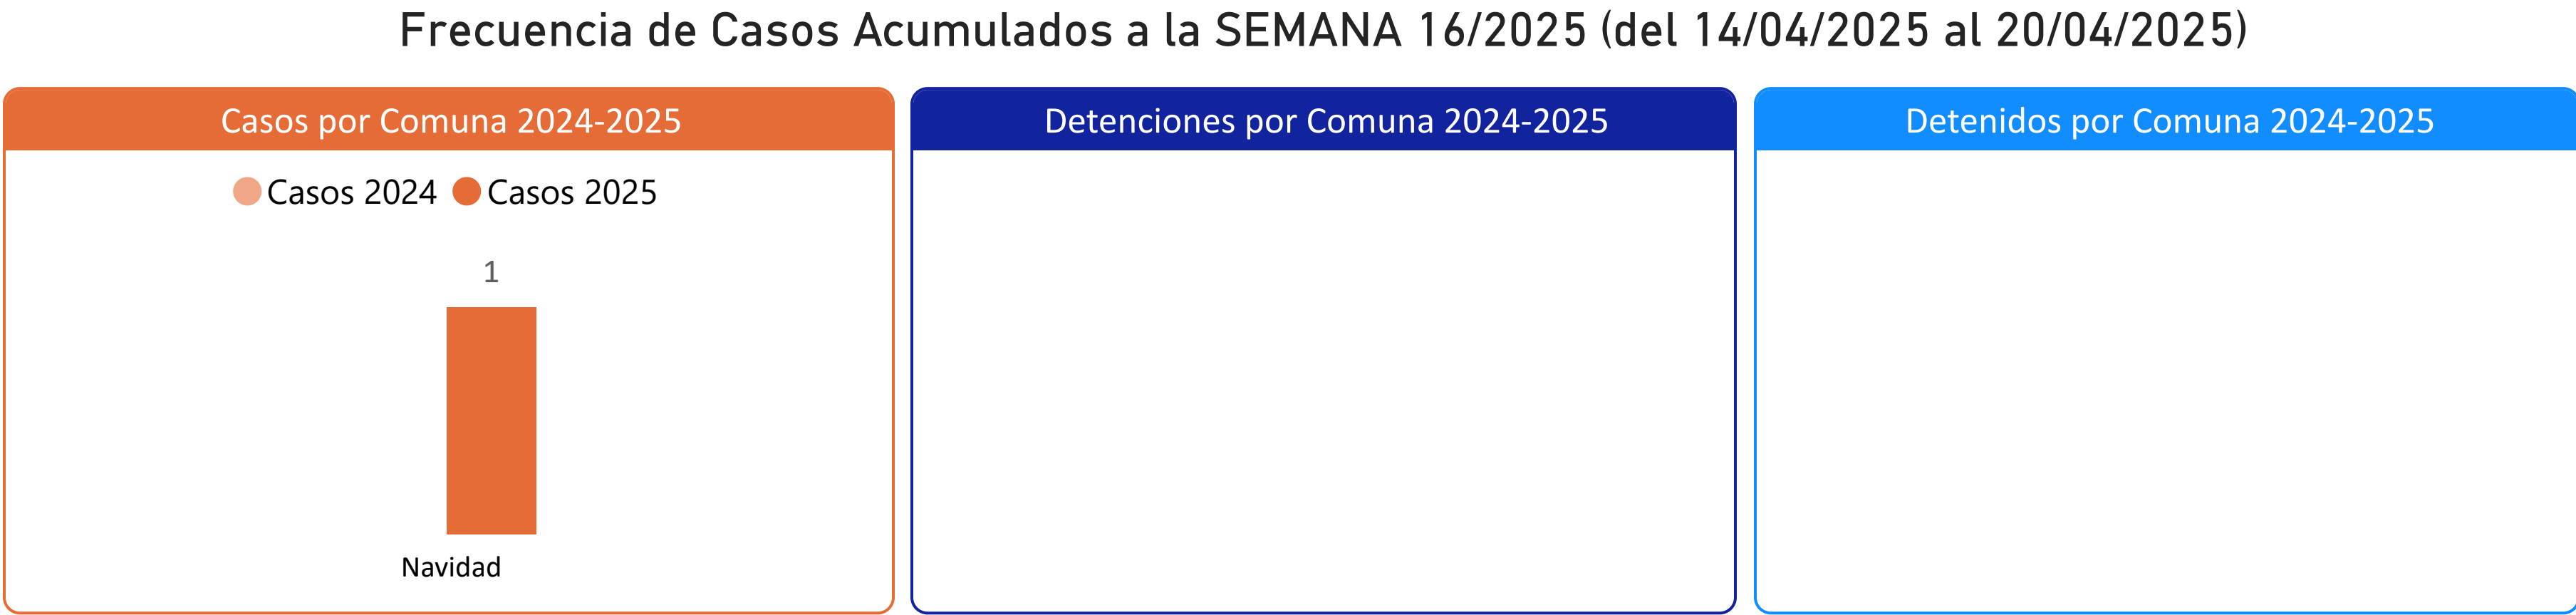 Frecuencia de Casos Acumulados a la SEMANA 16/2025 (del 14/04/2025 al 20/04/2025)
Casos por Comuna 2024-2025
Casos 2024 Casos 2025
1
Navidad
Detenciones por Comuna 2024-2025
Detenidos por Comuna 2024-2025